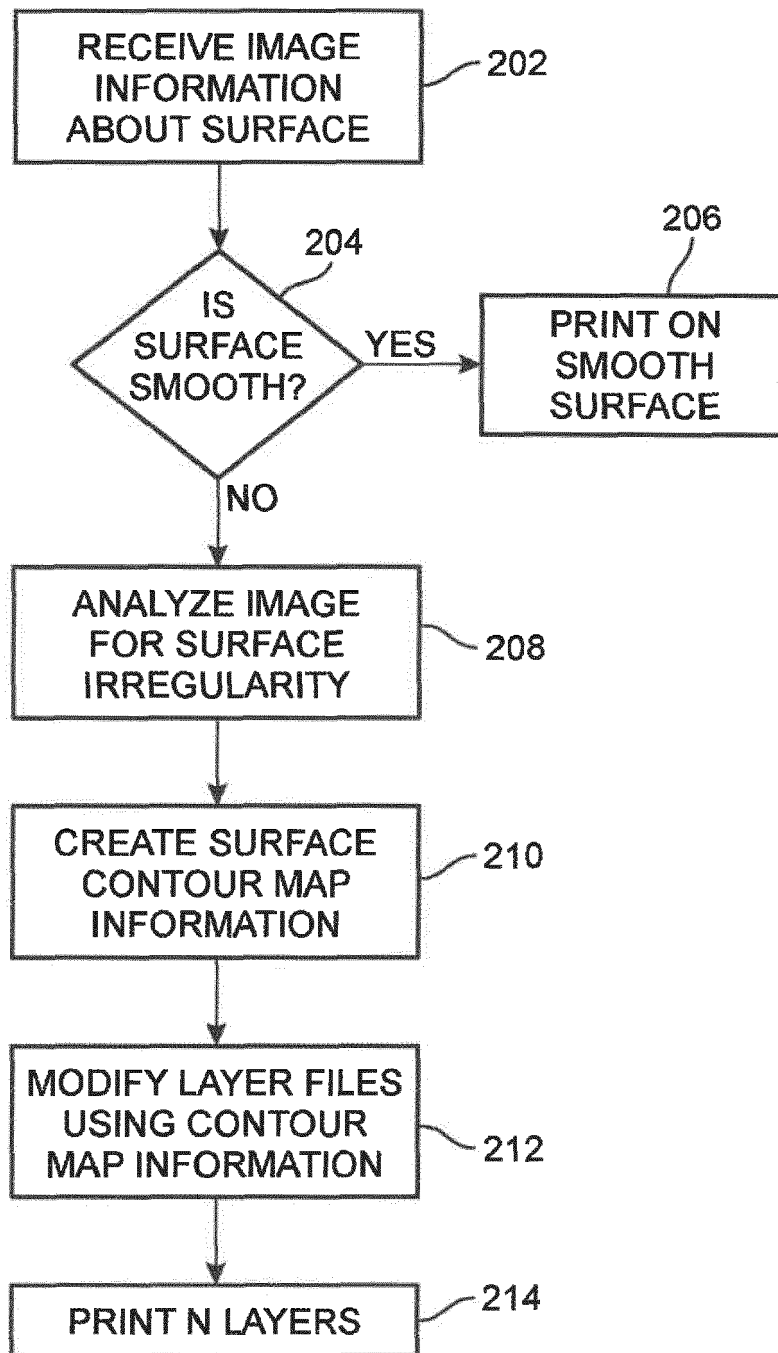 RECEIVE IMAGE
INFORMATION
ABOUT SURFACE
202
204
IS
SURFACE
SMOOTH?
YES
206
PRINT ON
SMOOTH
SURFACE
NO
ANALYZE IMAGE
FOR SURFACE
IRREGULARITY
208
CREATE SURFACE
CONTOUR MAP
INFORMATION
210
MODIFY LAYER FILES
USING CONTOUR
MAP INFORMATION
212
PRINT N LAYERS
214